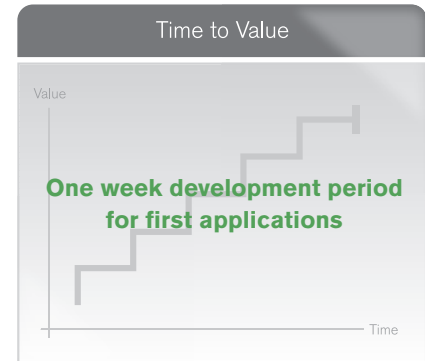 Time to Value
Value
One week development period
for first applications
Time